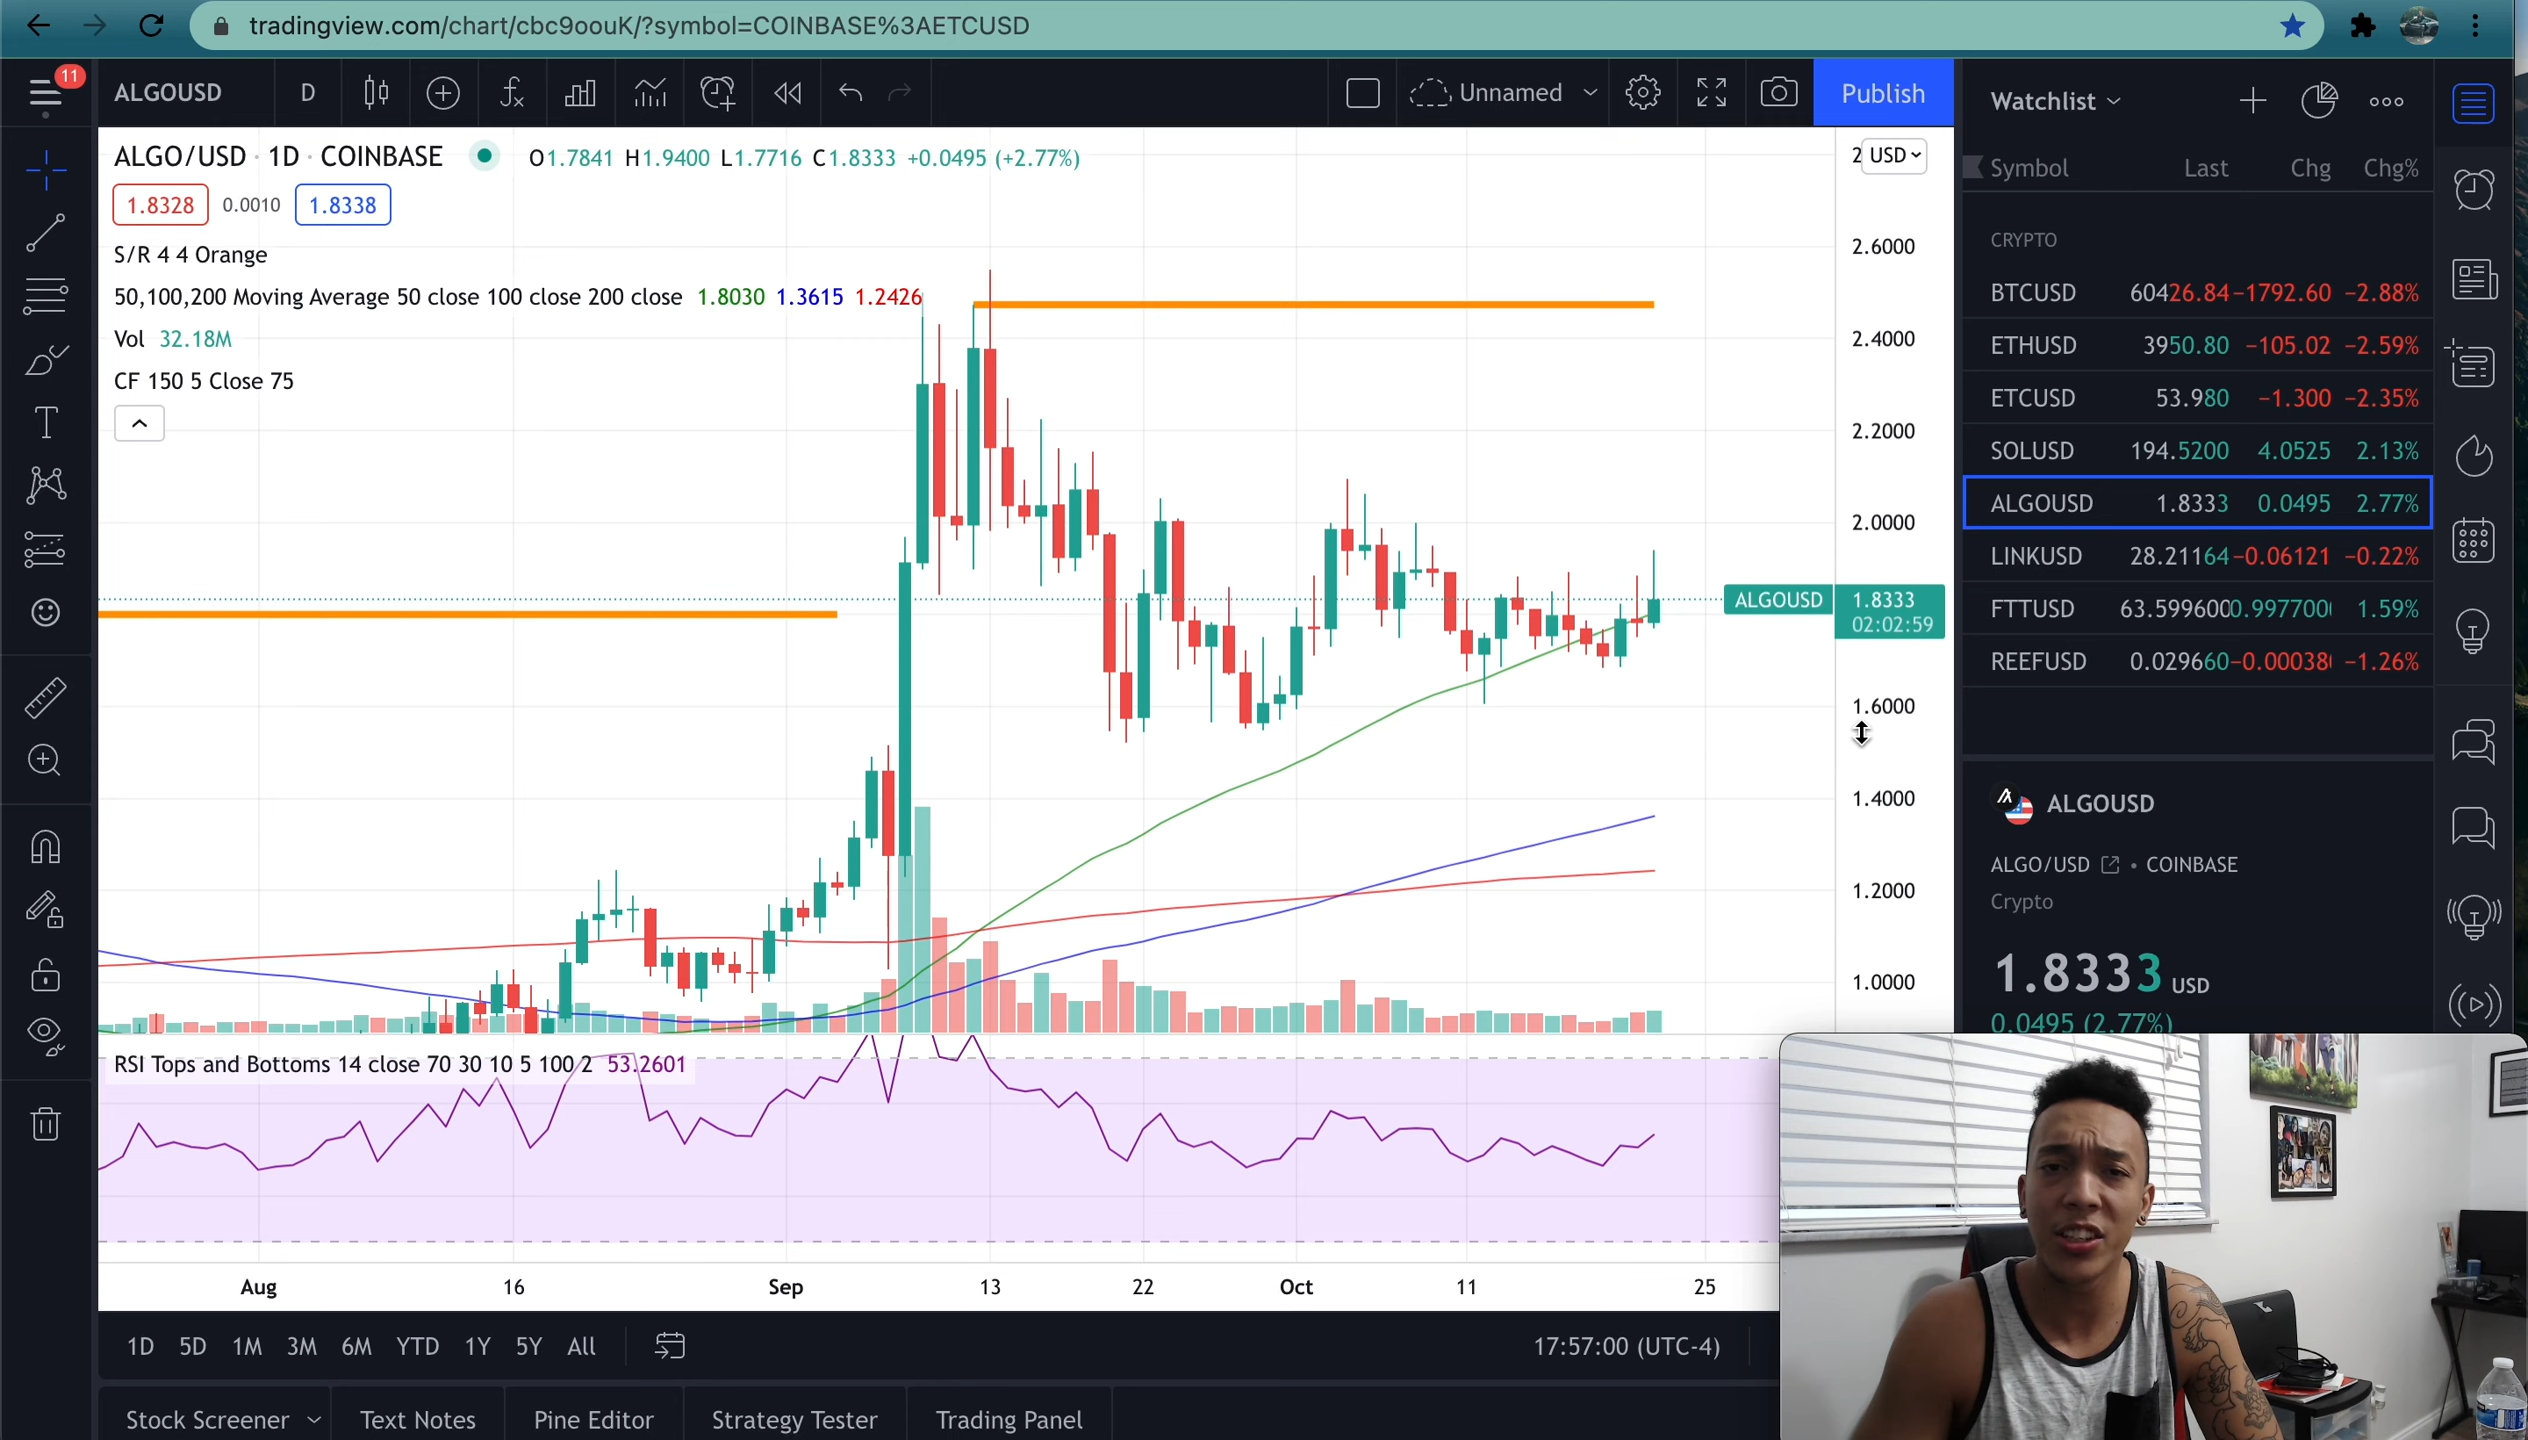 tradingview.com/chart/cbc9oouK/?symbol=COINBASE%3AETCUSD
11
ALGOUSD D Unnamed Publish
ALGO/USD · 1D · COINBASE O1.7841 H1.9400 L1.7716 C1.8333 +0.0495 (+2.77%)
1.8328 0.0010 1.8338
S/R 4 4 Orange
50,100,200 Moving Average 50 close 100 close 200 close 1.8030 1.3615 1.2426
Vol 32.18M
CF 150 5 Close 75
USD
2.6000
2.4000
2.2000
2.0000
ALGOUSD 1.8333
02:02:59
1.6000
1.4000
1.2000
1.0000
RSI Tops and Bottoms 14 close 70 30 10 5 100 2 53.2601
Aug 16 Sep 13 22 Oct 11 25
1D 5D 1M 3M 6M YTD 1Y 5Y All 17:57:00 (UTC-4)
Stock Screener Text Notes Pine Editor Strategy Tester Trading Panel
Watchlist
Symbol Last Chg Chg%
CRYPTO
BTCUSD 60426.84 −1792.60 −2.88%
ETHUSD 3950.80 −105.02 −2.59%
ETCUSD 53.980 −1.300 −2.35%
SOLUSD 194.5200 4.0525 2.13%
ALGOUSD 1.8333 0.0495 2.77%
LINKUSD 28.21164 −0.06121 −0.22%
FTTUSD 63.599600 0.997700 1.59%
REEFUSD 0.029660 −0.00038 −1.26%
ALGOUSD
ALGO/USD • COINBASE
Crypto
1.8333 USD
0.0495 (2.77%)